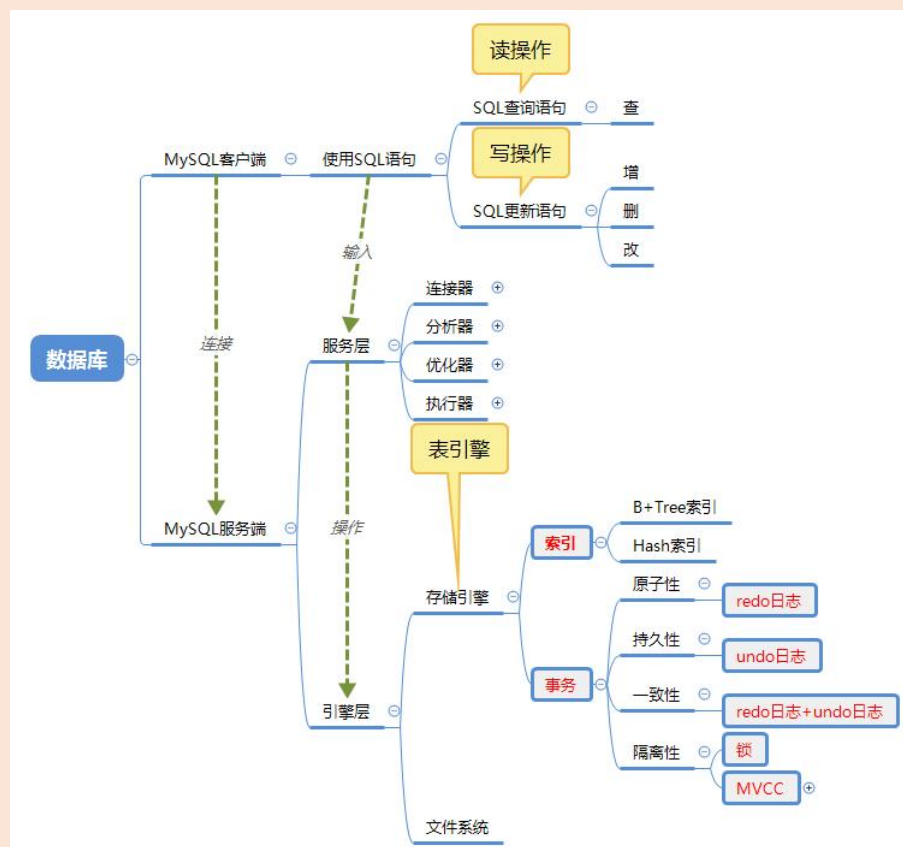 读操作
SQL查询语句
查
写操作
MySQL客户端
使用SQL语句
增
SQL更新语句
删
改
输入
连接器
分析器
数据库
连接
服务层
优化器
执行器
表引擎
MySQL服务端
操作
B+Tree索引
索引
Hash索引
存储引擎
原子性
redo日志
持久性
undo日志
事务
一致性
redo日志+undo日志
引擎层
隔离性
锁
MVCC
文件系统